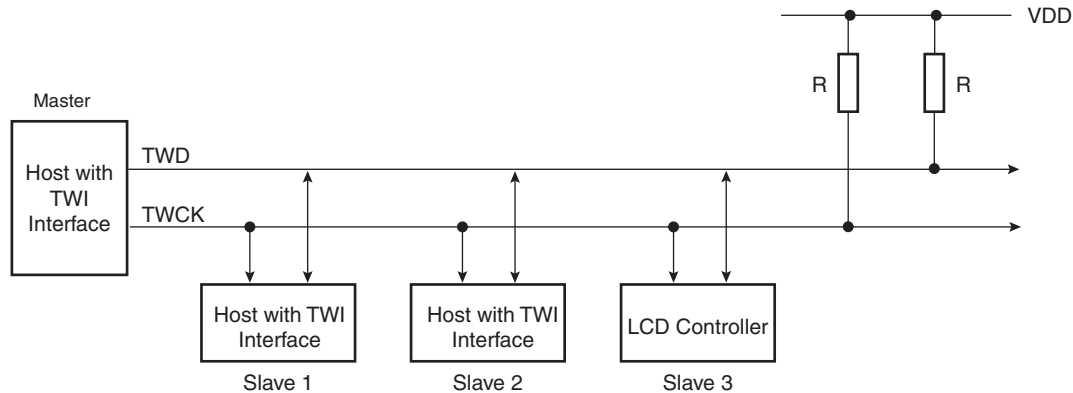 VDD
R
R
Master
Host with
TWI
Interface
TWD
TWCK
Host with TWI
Interface
Slave 1
Host with TWI
Interface
Slave 2
LCD Controller
Slave 3